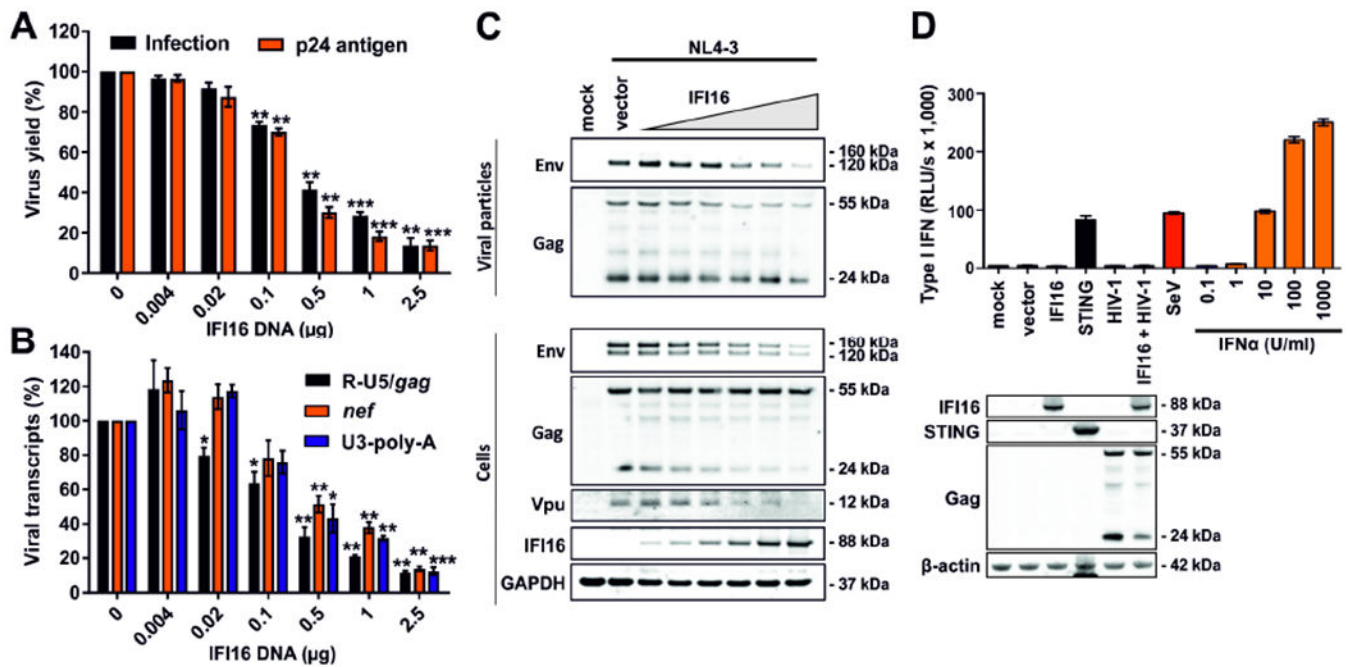 A
Virus yield (%)
120
100
80
60
40
20
0
Infection
p24 antigen
**
**
**
**
***
***
**
***
0
0.004
0.02
0.1
0.5
1
2.5
IFI16 DNA (µg)
B
Viral transcripts (%)
140
120
100
80
60
40
20
0
R-U5/gag
nef
U3-poly-A
*
*
**
**
*
**
**
**
**
**
***
0
0.004
0.02
0.1
0.5
1
2.5
IFI16 DNA (µg)
C
NL4-3
mock
vector
IFI16
Viral particles
Env
- 160 kDa
- 120 kDa
Gag
- 55 kDa
- 24 kDa
Cells
Env
- 160 kDa
- 120 kDa
Gag
- 55 kDa
- 24 kDa
Vpu
- 12 kDa
IFI16
- 88 kDa
GAPDH
- 37 kDa
D
Type I IFN (RLU/s x 1,000)
300
200
100
0
mock
vector
IFI16
STING
HIV-1
IFI16 + HIV-1
SeV
0.1
1
10
100
1000
IFNα (U/ml)
IFI16
- 88 kDa
STING
- 37 kDa
Gag
- 55 kDa
- 24 kDa
β-actin
- 42 kDa